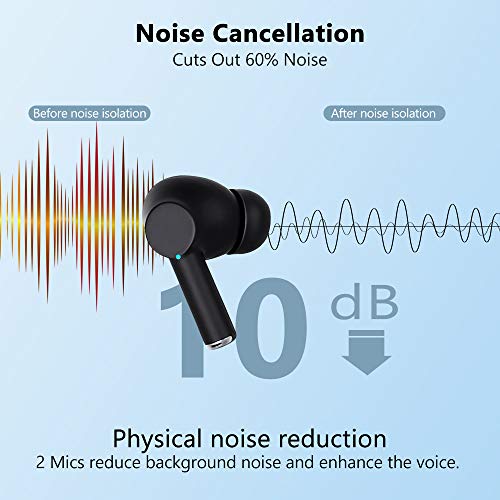 Noise Cancellation
Cuts Out 60% Noise
Before noise isolation
After noise isolation
10 dB
Physical noise reduction
2 Mics reduce background noise and enhance the voice.